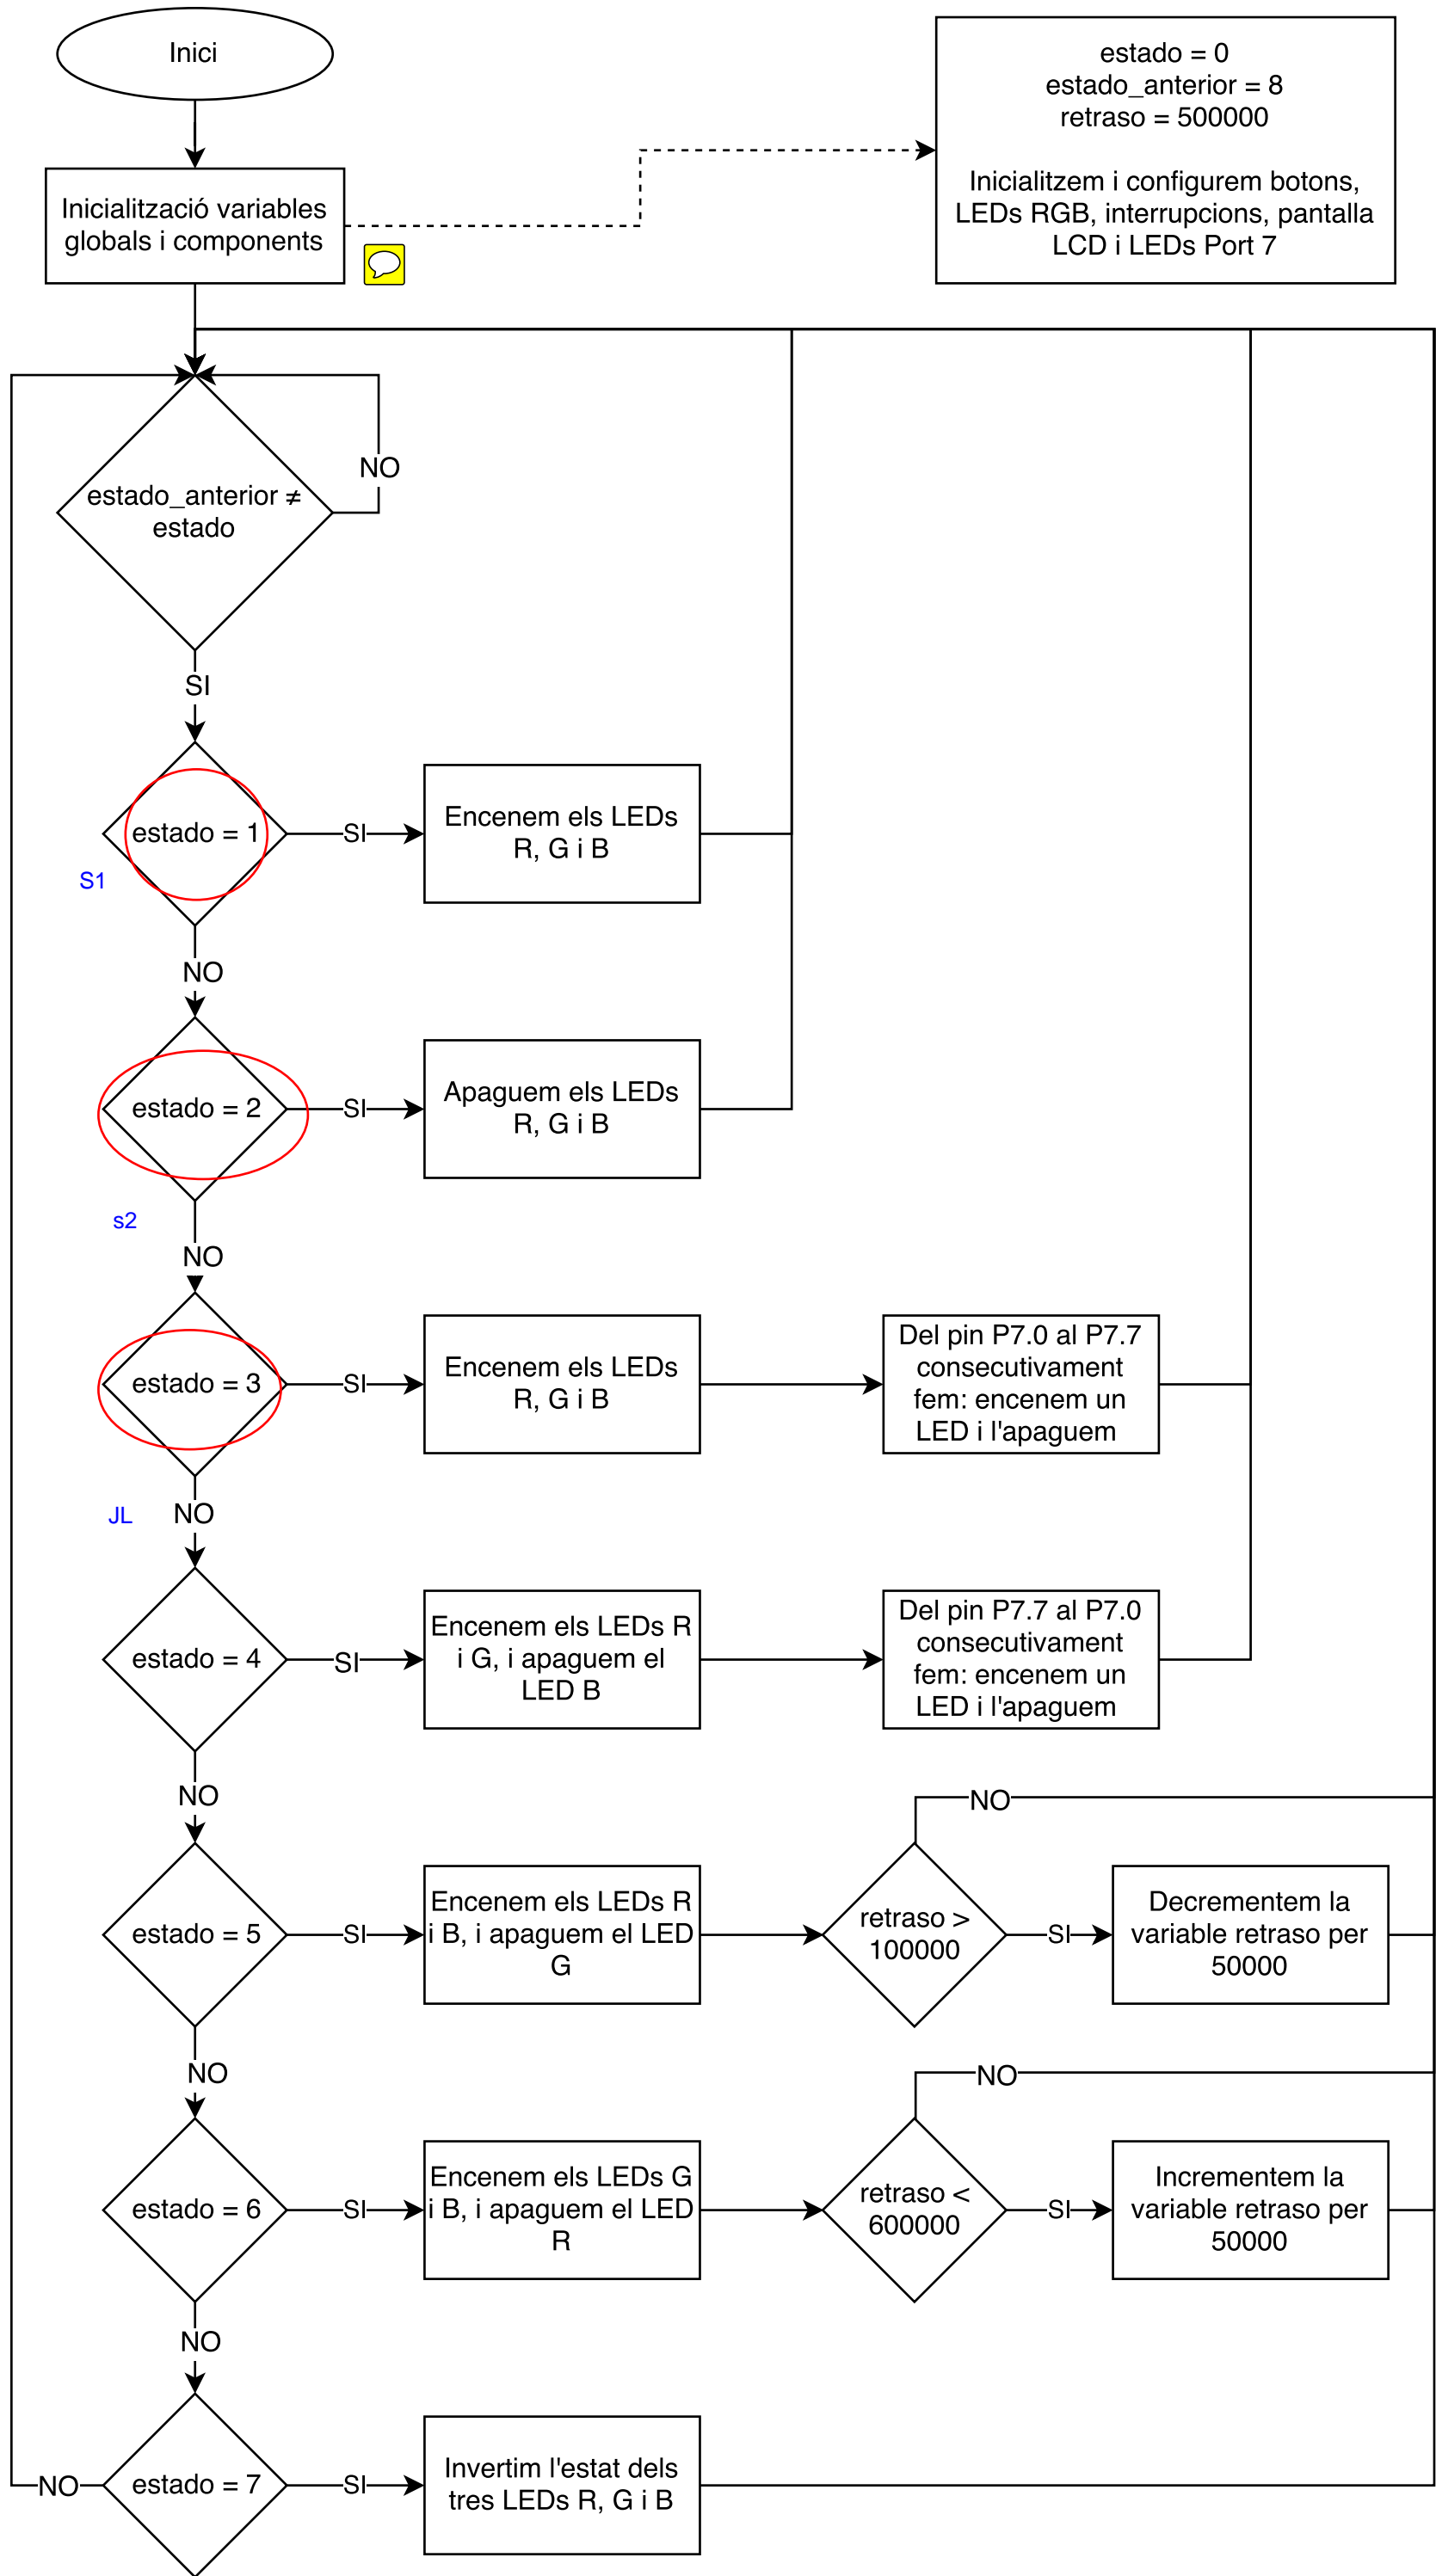 Inici
estado = 0
estado_anterior = 8
retraso = 500000
Inicialitzem i configurem botons,
LEDs RGB, interrupcions, pantalla
LCD i LEDs Port 7
Inicialització variables
globals i components
NO
estado_anterior ≠
estado
SI
estado = 1
SI
Encenem els LEDs
R, G i B
S1
NO
estado = 2
SI
Apaguem els LEDs
R, G i B
s2
NO
estado = 3
SI
Encenem els LEDs
R, G i B
Del pin P7.0 al P7.7
consecutivament
fem: encenem un
LED i l'apaguem
JL
NO
estado = 4
SI
Encenem els LEDs R
i G, i apaguem el
LED B
Del pin P7.7 al P7.0
consecutivament
fem: encenem un
LED i l'apaguem
NO
NO
estado = 5
SI
Encenem els LEDs R
i B, i apaguem el LED
G
retraso >
100000
SI
Decrementem la
variable retraso per
50000
NO
NO
estado = 6
SI
Encenem els LEDs G
i B, i apaguem el LED
R
retraso <
600000
SI
Incrementem la
variable retraso per
50000
NO
NO
estado = 7
SI
Invertim l'estat dels
tres LEDs R, G i B